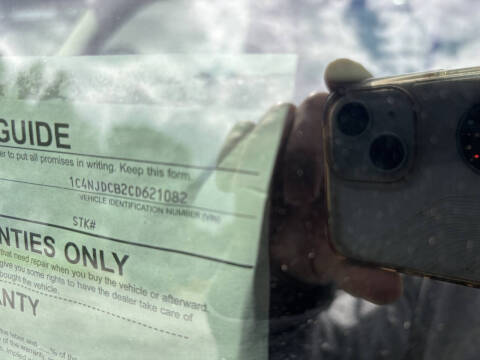 GUIDE
er to put all promises in writing. Keep this form.
1C4NJDCB2CD621082
VEHICLE IDENTIFICATION NUMBER (VIN)
STK#
NTIES ONLY
that need repair when you buy the vehicle or afterward.
give you some rights to have the dealer take care of
bought the vehicle.
ANTY